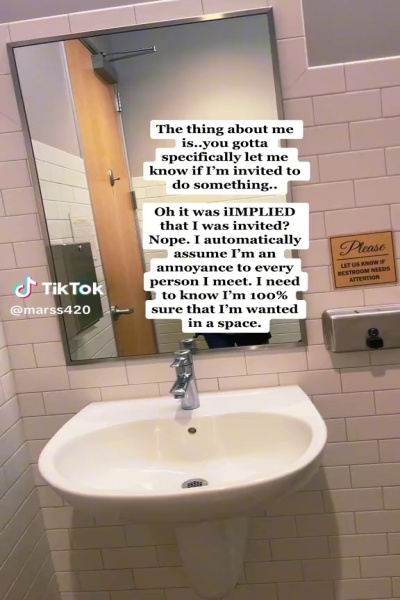 The thing about me
is..you gotta
specifically let me
know if I'm invited to
do something..
Oh it was iIMPLIED
that I was invited?
Nope. I automatically
assume I'm an
annoyance to every
person I meet. I need
to know I'm 100%
sure that I'm wanted
in a space.
Please
LET US KNOW IF
RESTROOM NEEDS
ATTENTION
TikTok
@marss420